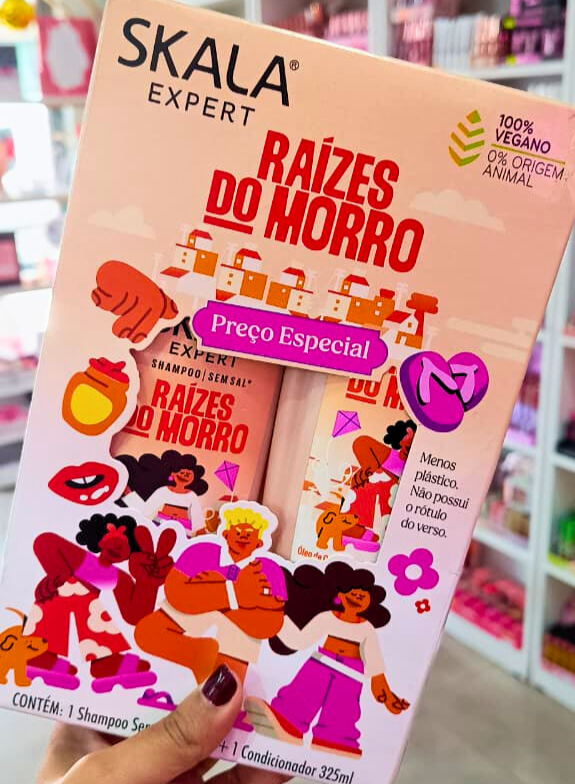 SKALA®
EXPERT
100%
VEGANO
0% ORIGEM
ANIMAL
RAÍZES
DO MORRO
Preço Especial
EXPERT
SHAMPOO | SEM SAL*
RAÍZES
DO MORRO
Menos
plástico.
Não possui
o rótulo
do verso.
CONTÉM: 1 Shampoo
+ 1 Condicionador 325ml